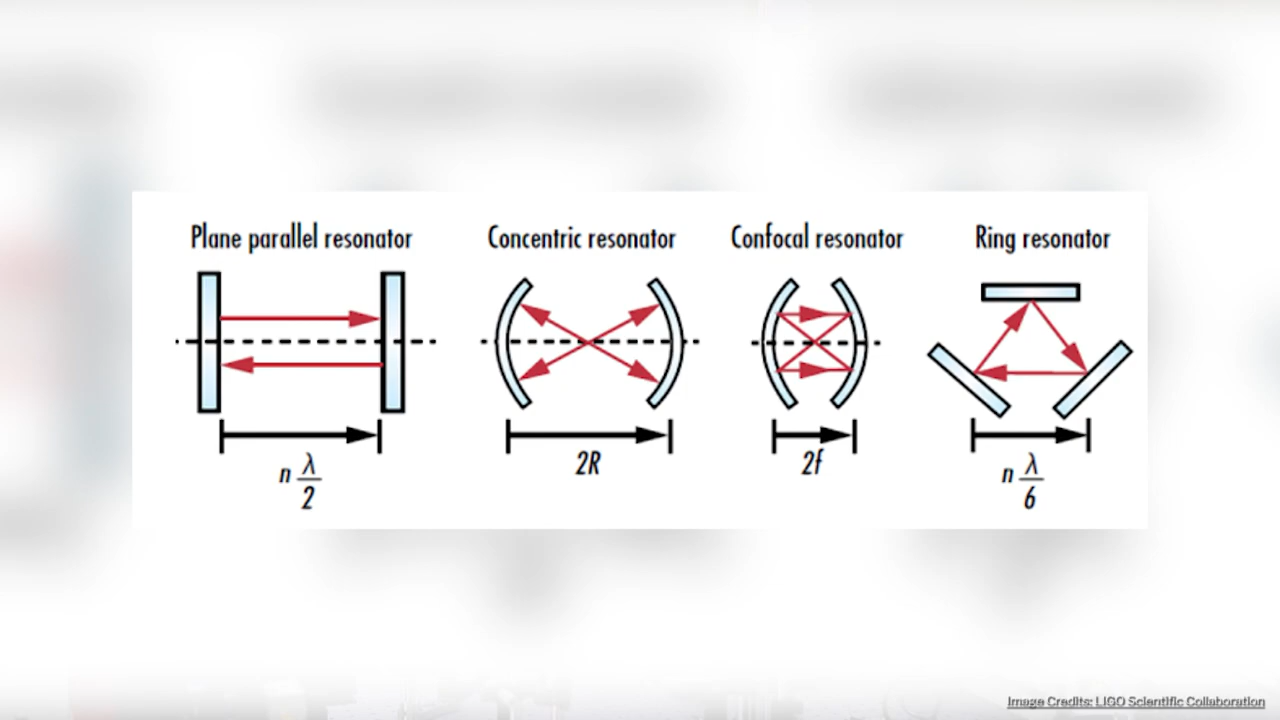 Plane parallel resonator
Concentric resonator
Confocal resonator
Ring resonator
n λ/2
2R
2f
n λ/6
Image Credits: LIGO Scientific Collaboration